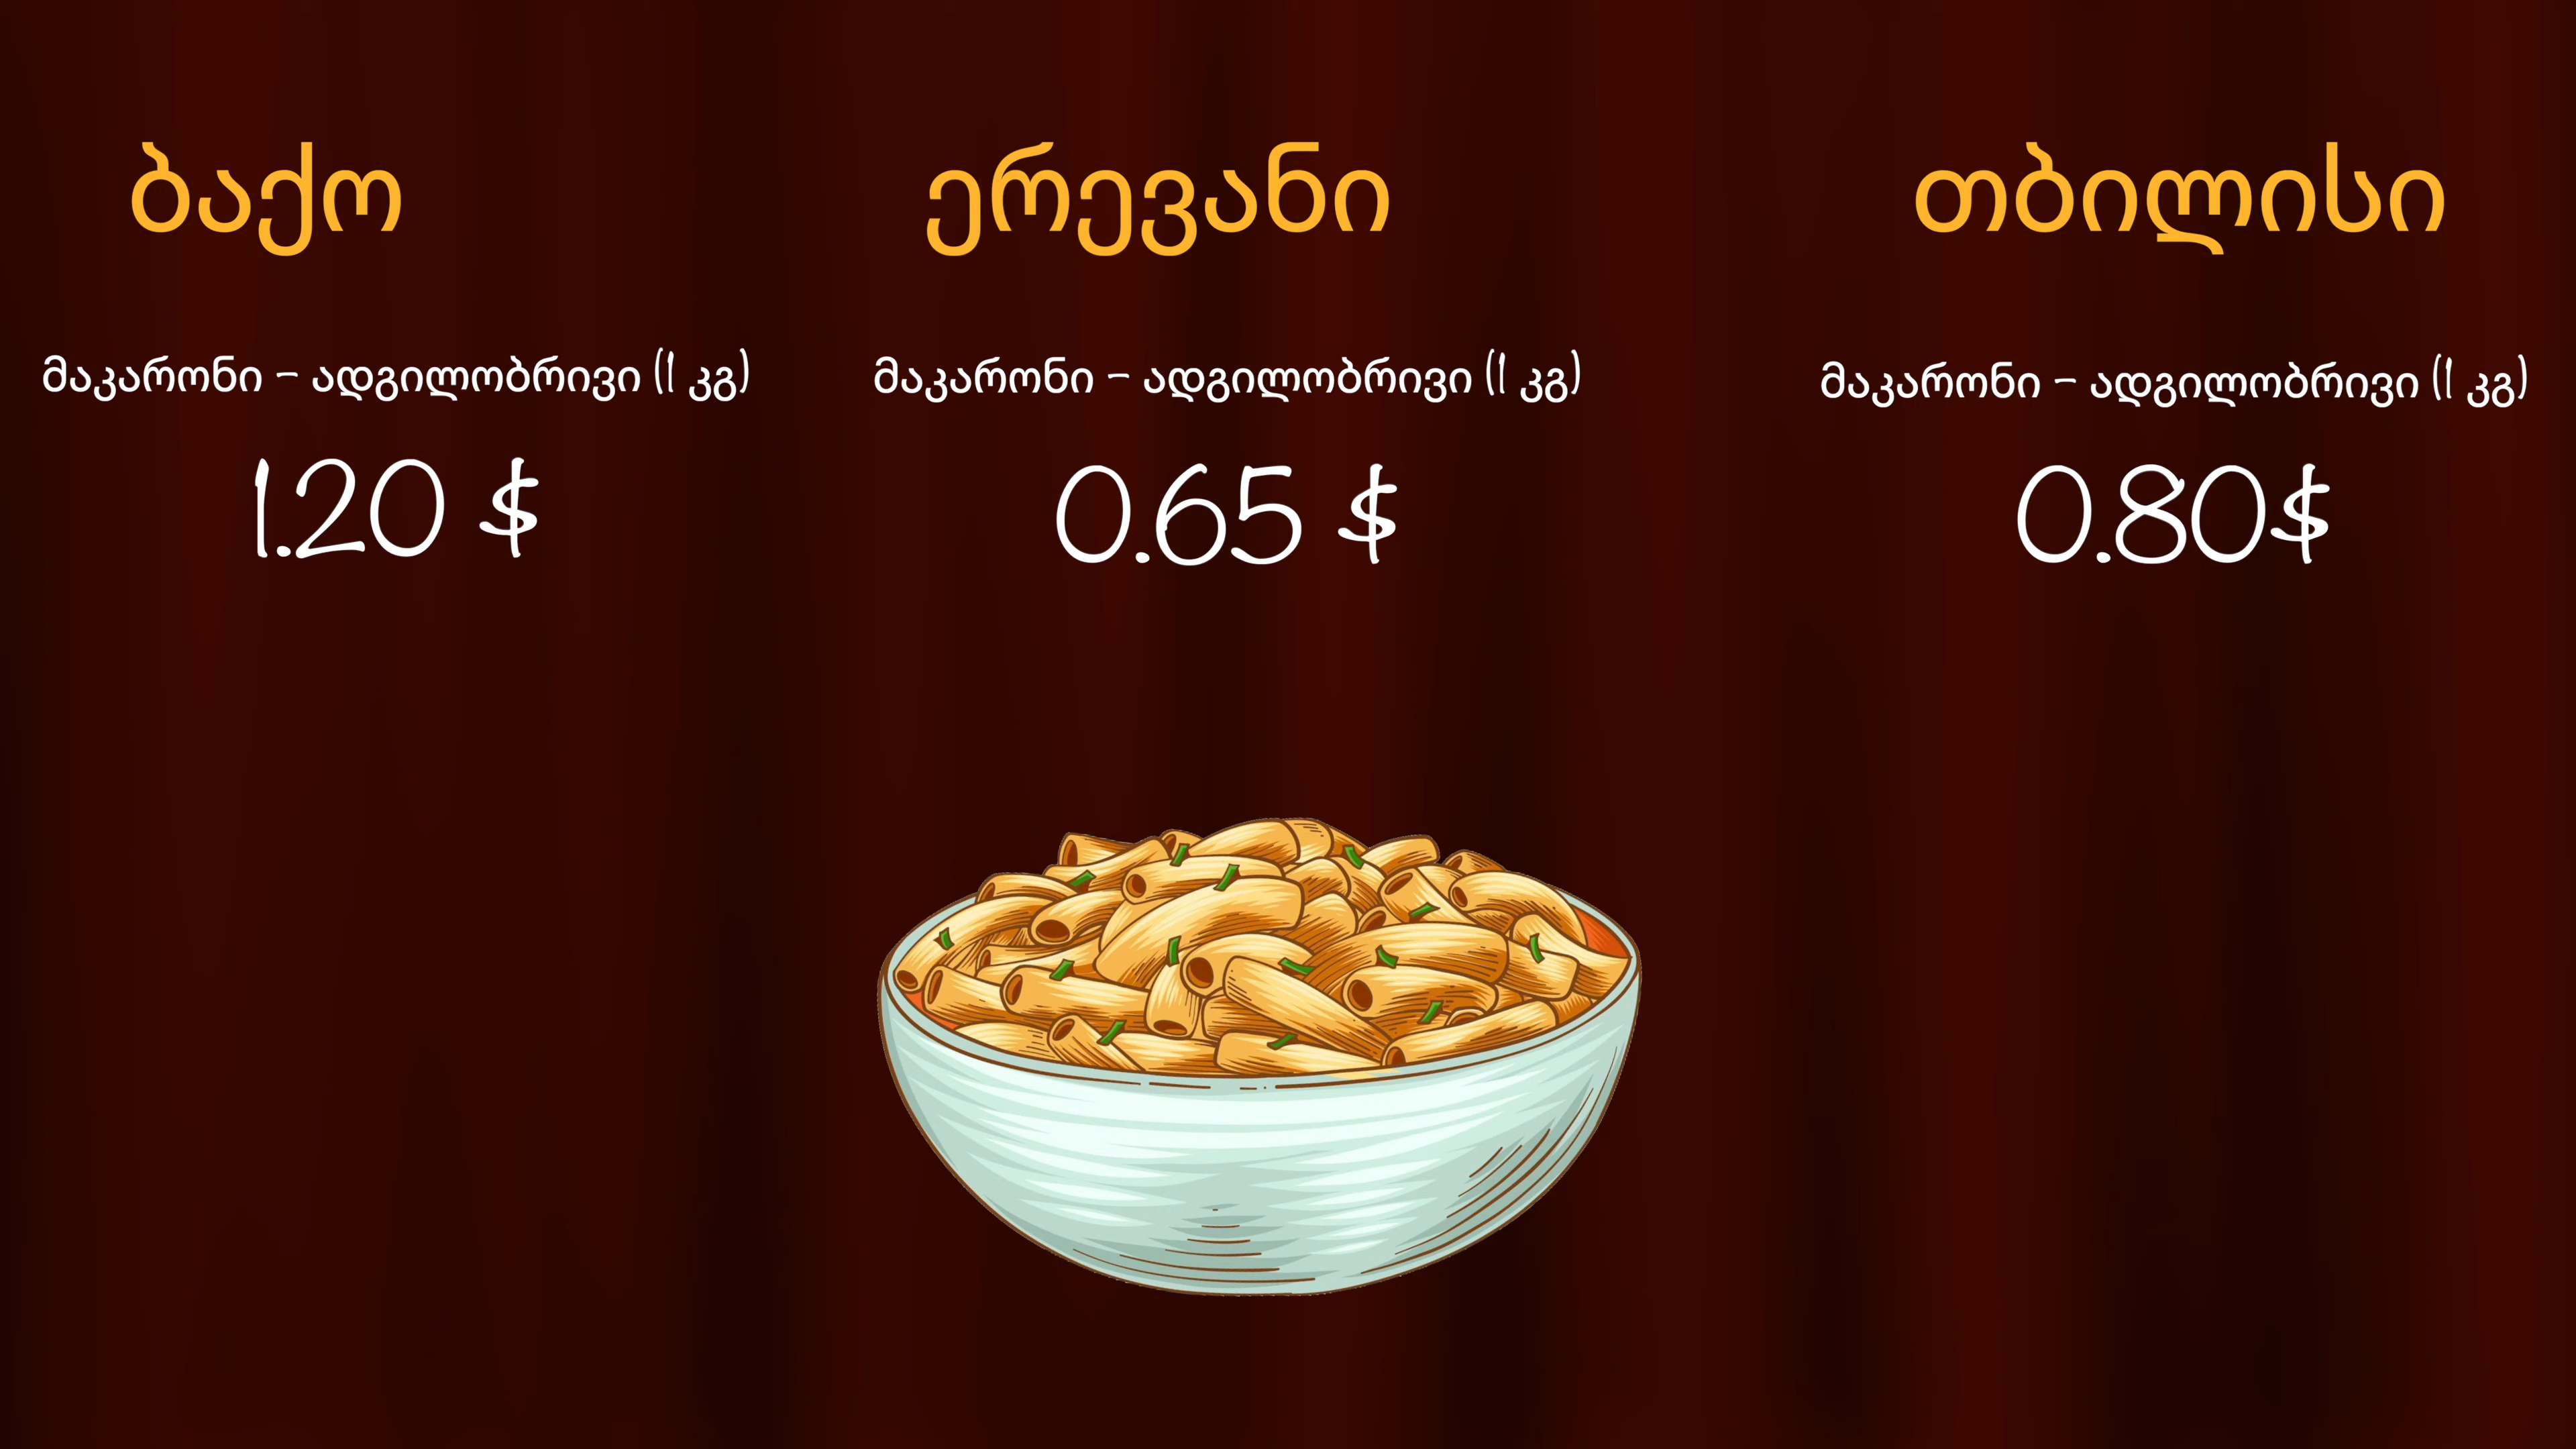 ბაქო
მაკარონი - ადგილობრივი (1 კგ)
1.20 $
ერევანი
მაკარონი - ადგილობრივი (1 კგ)
0.65 $
თბილისი
მაკარონი - ადგილობრივი (1 კგ)
0.80$